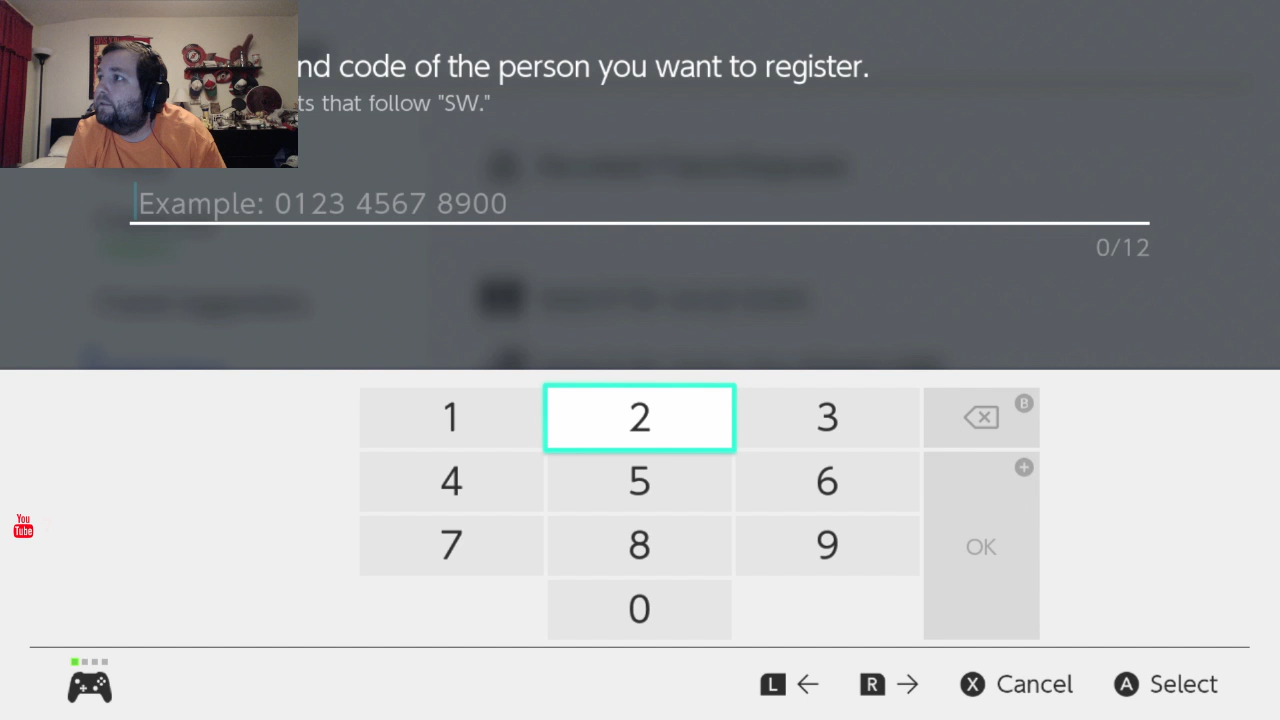 nd code of the person you want to register.
ts that follow "SW."
Example: 0123 4567 8900
0/12
1 2 3 B
4 5 6 +
7 8 9 OK
0
You
Tube
L ← R → X Cancel A Select